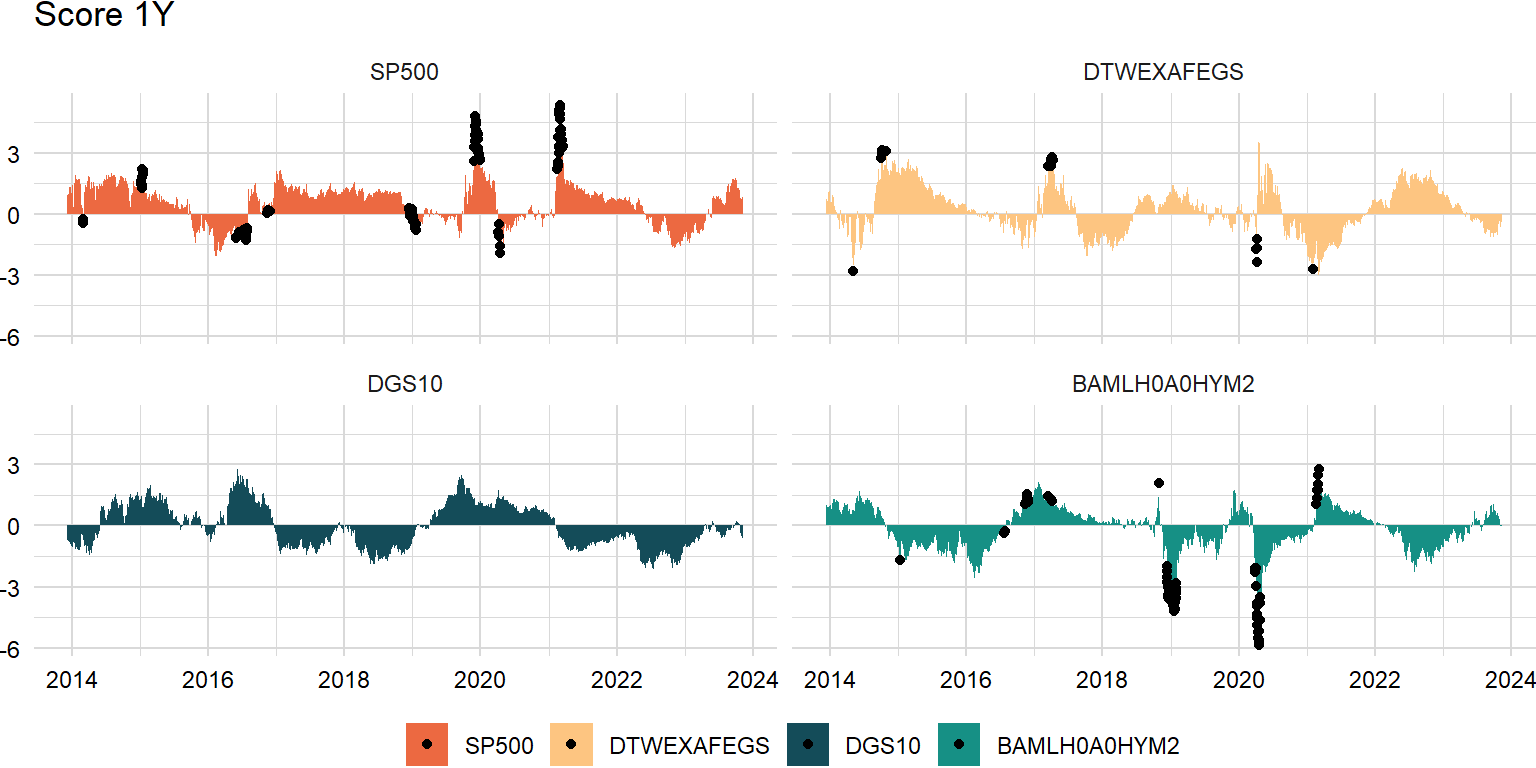 Score 1Y
SP500
DTWEXAFEGS
3
0
-3
-6
DGS10
BAMLH0A0HYM2
3
0
-3
-6
2014 2016 2018 2020 2022 2024 2014 2016 2018 2020 2022 2024
SP500 DTWEXAFEGS DGS10 BAMLH0A0HYM2